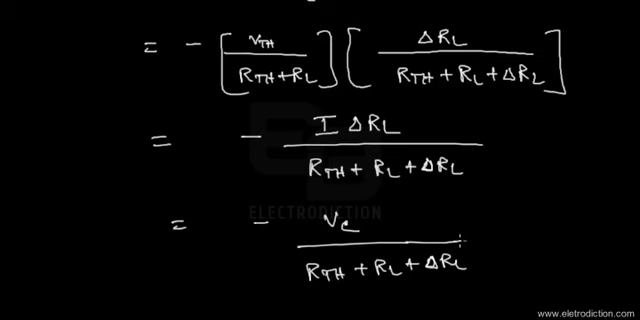 = - [ V_TH / (R_TH + R_L) ] [ ΔR_L / (R_TH + R_L + ΔR_L) ]
= - I ΔR_L / (R_TH + R_L + ΔR_L)
ELECTRODICTION
= - V_C / (R_TH + R_L + ΔR_L)
www.eletrodiction.com